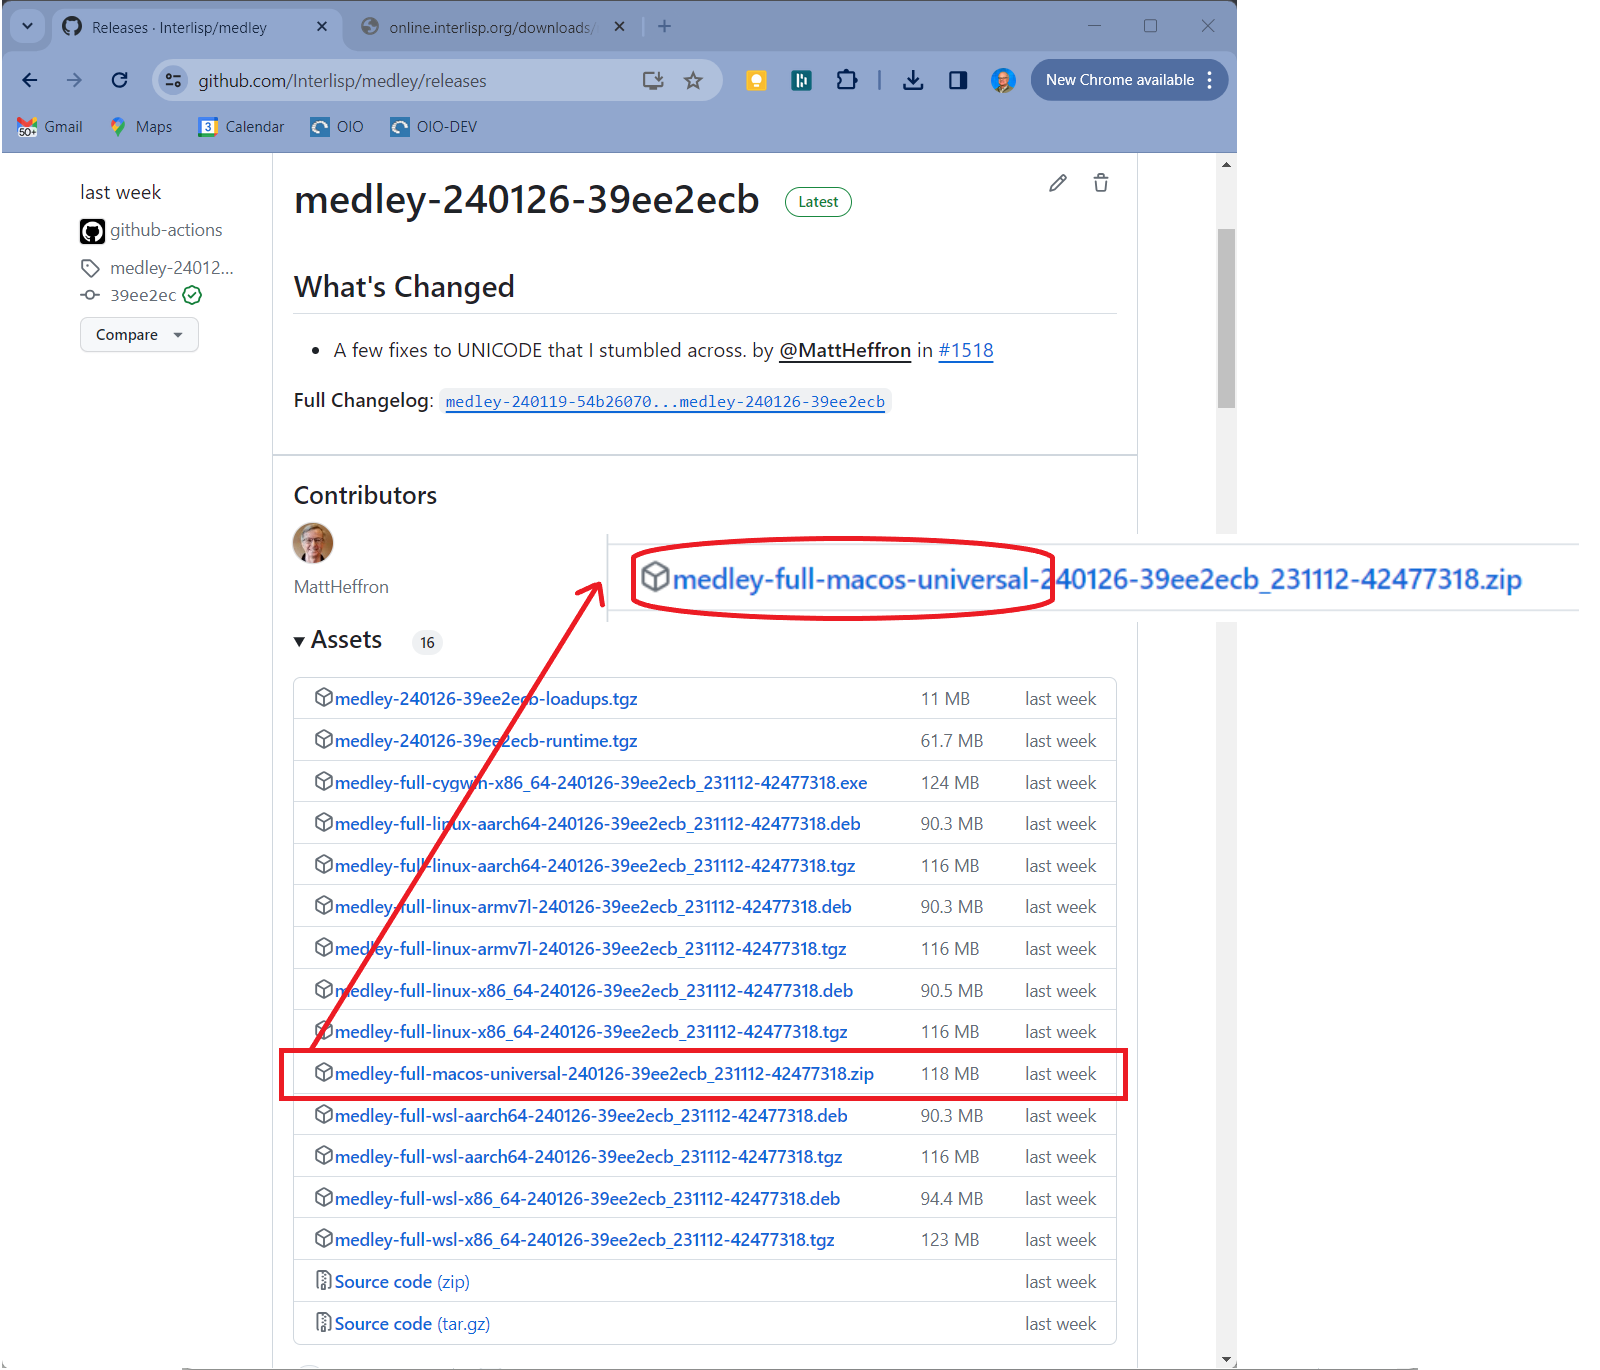 Releases · Interlisp/medley
online.interlisp.org/downloads/
github.com/Interlisp/medley/releases
New Chrome available
50+
Gmail
Maps
3
Calendar
OIO
OIO-DEV
last week
github-actions
medley-24012...
39ee2ec
Compare
medley-240126-39ee2ecb
Latest
What's Changed
• A few fixes to UNICODE that I stumbled across. by @MattHeffron in #1518
Full Changelog: medley-240119-54b26070...medley-240126-39ee2ecb
Contributors
MattHeffron
medley-full-macos-universal-240126-39ee2ecb_231112-42477318.zip
Assets 16
medley-240126-39ee2ecb-loadups.tgz 11 MB last week
medley-240126-39ee2ecb-runtime.tgz 61.7 MB last week
medley-full-cygwin-x86_64-240126-39ee2ecb_231112-42477318.exe 124 MB last week
medley-full-linux-aarch64-240126-39ee2ecb_231112-42477318.deb 90.3 MB last week
medley-full-linux-aarch64-240126-39ee2ecb_231112-42477318.tgz 116 MB last week
medley-full-linux-armv7l-240126-39ee2ecb_231112-42477318.deb 90.3 MB last week
medley-full-linux-armv7l-240126-39ee2ecb_231112-42477318.tgz 116 MB last week
medley-full-linux-x86_64-240126-39ee2ecb_231112-42477318.deb 90.5 MB last week
medley-full-linux-x86_64-240126-39ee2ecb_231112-42477318.tgz 116 MB last week
medley-full-macos-universal-240126-39ee2ecb_231112-42477318.zip 118 MB last week
medley-full-wsl-aarch64-240126-39ee2ecb_231112-42477318.deb 90.3 MB last week
medley-full-wsl-aarch64-240126-39ee2ecb_231112-42477318.tgz 116 MB last week
medley-full-wsl-x86_64-240126-39ee2ecb_231112-42477318.deb 94.4 MB last week
medley-full-wsl-x86_64-240126-39ee2ecb_231112-42477318.tgz 123 MB last week
Source code (zip) last week
Source code (tar.gz) last week